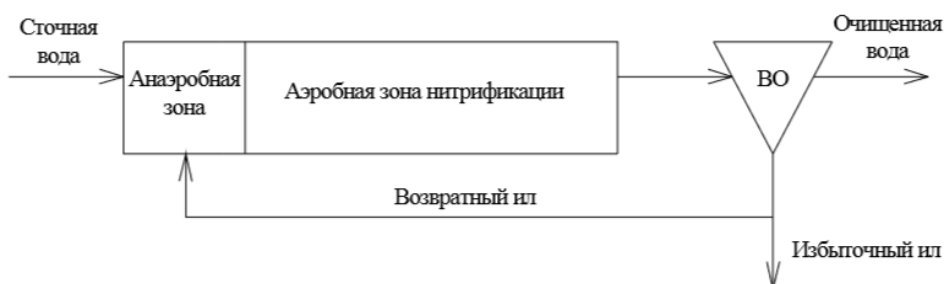 Сточная
вода
Анаэробная
зона
Аэробная зона нитрификации
ВО
Очищенная
вода
Возвратный ил
Избыточный ил